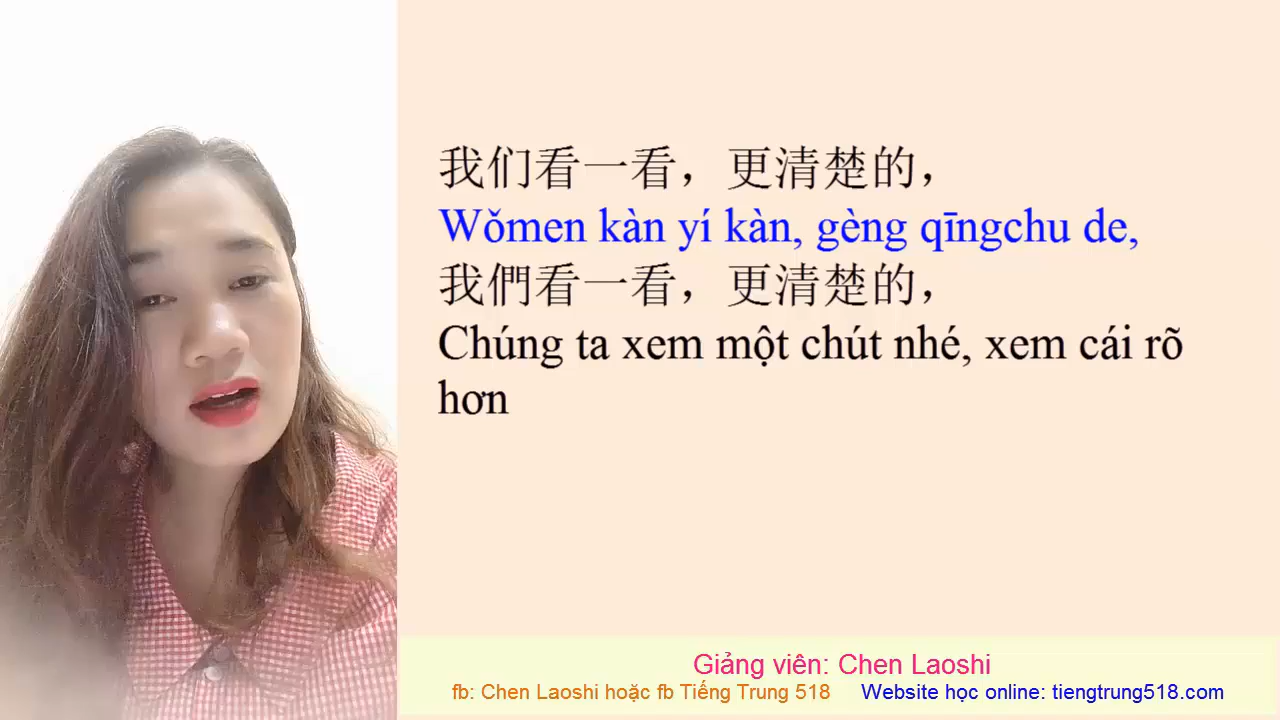 我们看一看，更清楚的，
Wǒmen kàn yí kàn, gèng qīngchu de,
我們看一看，更清楚的，
Chúng ta xem một chút nhé, xem cái rõ
hơn
Giảng viên: Chen Laoshi
fb: Chen Laoshi hoặc fb Tiếng Trung 518 Website học online: tiengtrung518.com